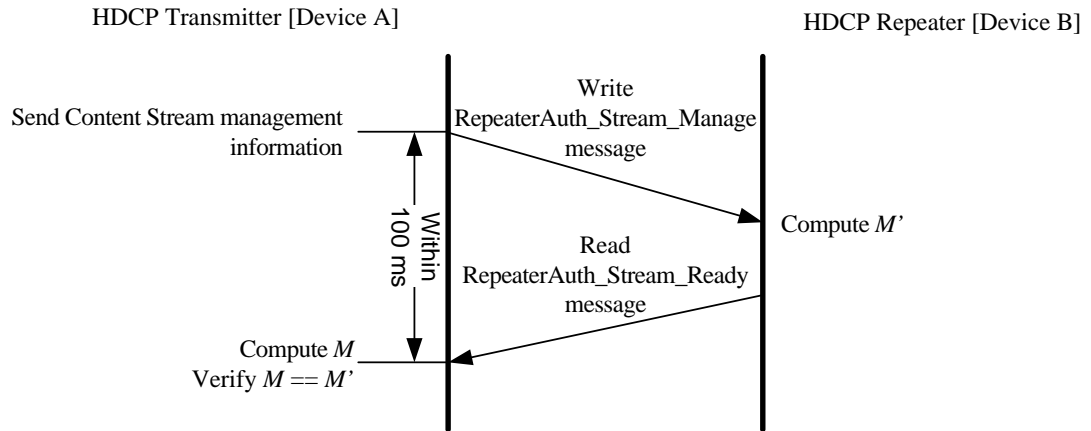 HDCP Transmitter [Device A]
HDCP Repeater [Device B]
Send Content Stream management
information
Write
RepeaterAuth_Stream_Manage
message
Within
100 ms
Compute M’
Read
RepeaterAuth_Stream_Ready
message
Compute M
Verify M == M’